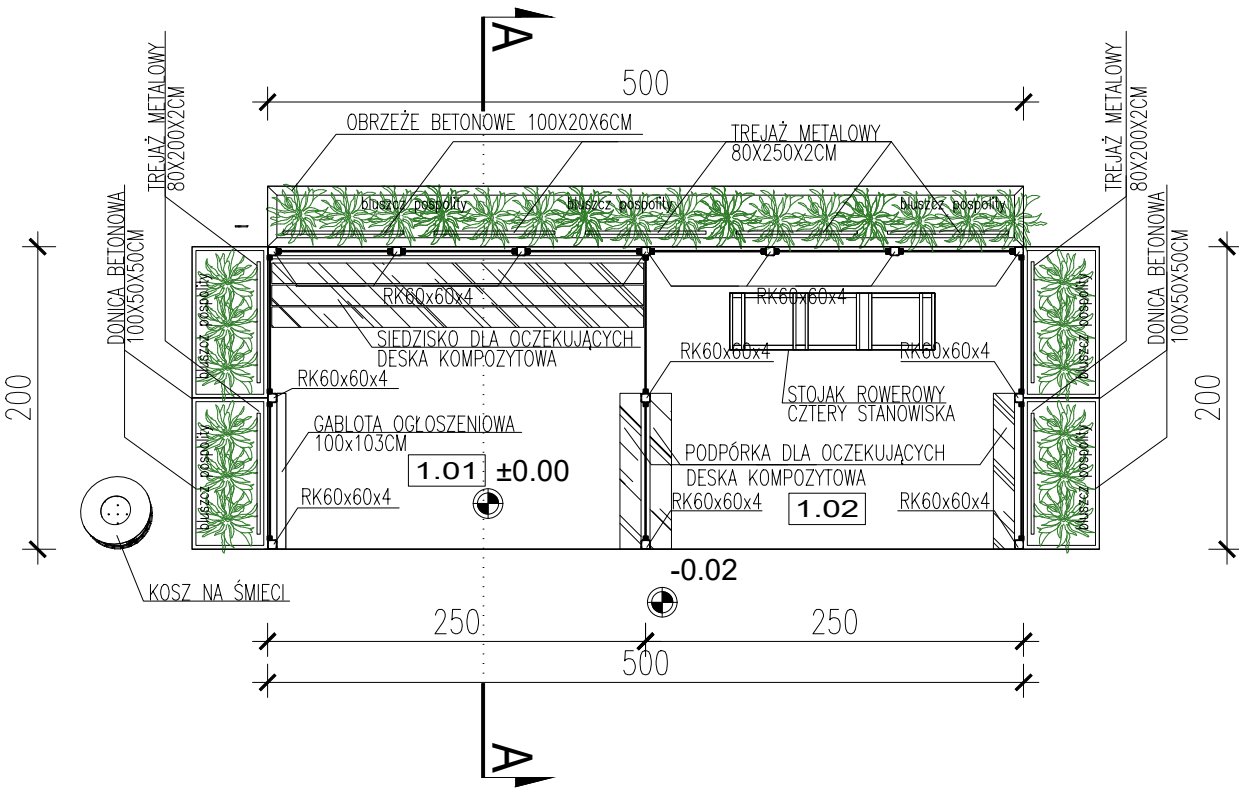 A
500
OBRZEŻE BETONOWE 100X20X6CM
TREJAŻ METALOWY
80X250X2CM
TREJAŻ METALOWY
80X200X2CM
TREJAŻ METALOWY
80X200X2CM
DONICA BETONOWA
100X50X50CM
DONICA BETONOWA
100X50X50CM
bluszcz pospolity
bluszcz pospolity
bluszcz pospolity
bluszcz pospolity
bluszcz pospolity
bluszcz pospolity
bluszcz pospolity
RK60x60x4
RK60x60x4
SIEDZISKO DLA OCZEKUJĄCYCH
DESKA KOMPOZYTOWA
RK60x60x4
RK60x60x4
RK60x60x4
STOJAK ROWEROWY
CZTERY STANOWISKA
GABLOTA OGŁOSZENIOWA
100x103CM
PODPÓRKA DLA OCZEKUJĄCYCH
DESKA KOMPOZYTOWA
1.01 ±0.00
RK60x60x4
RK60x60x4
1.02
RK60x60x4
200
200
-0.02
KOSZ NA ŚMIECI
250
250
500
A